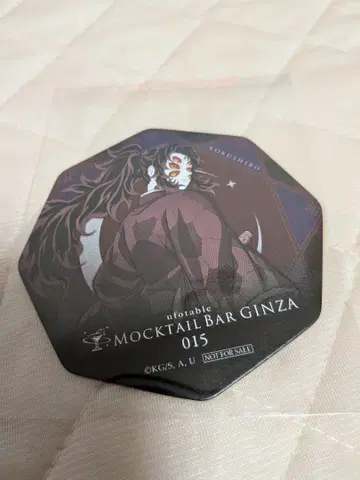 KOKUSHIBO
ufotable
MOCKTAIL BAR GINZA
015
©KG/S, A, U NOT FOR SALE